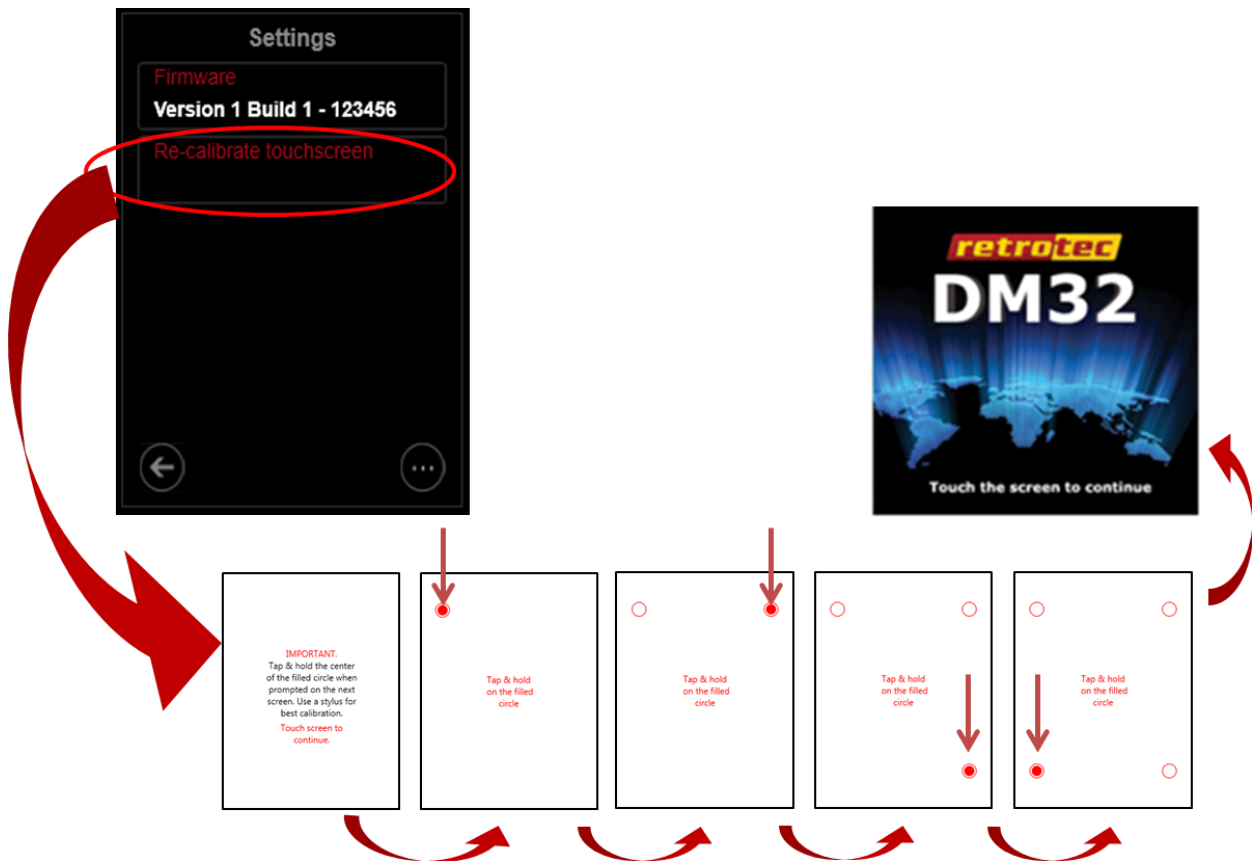 Settings
Firmware
Version 1 Build 1 - 123456
Re-calibrate touchscreen
retrotec
DM32
Touch the screen to continue
IMPORTANT.
Tap & hold the center
of the filled circle when
prompted on the next
screen. Use a stylus for
best calibration.
Touch screen to
continue.
Tap & hold
on the filled
circle
Tap & hold
on the filled
circle
Tap & hold
on the filled
circle
Tap & hold
on the filled
circle